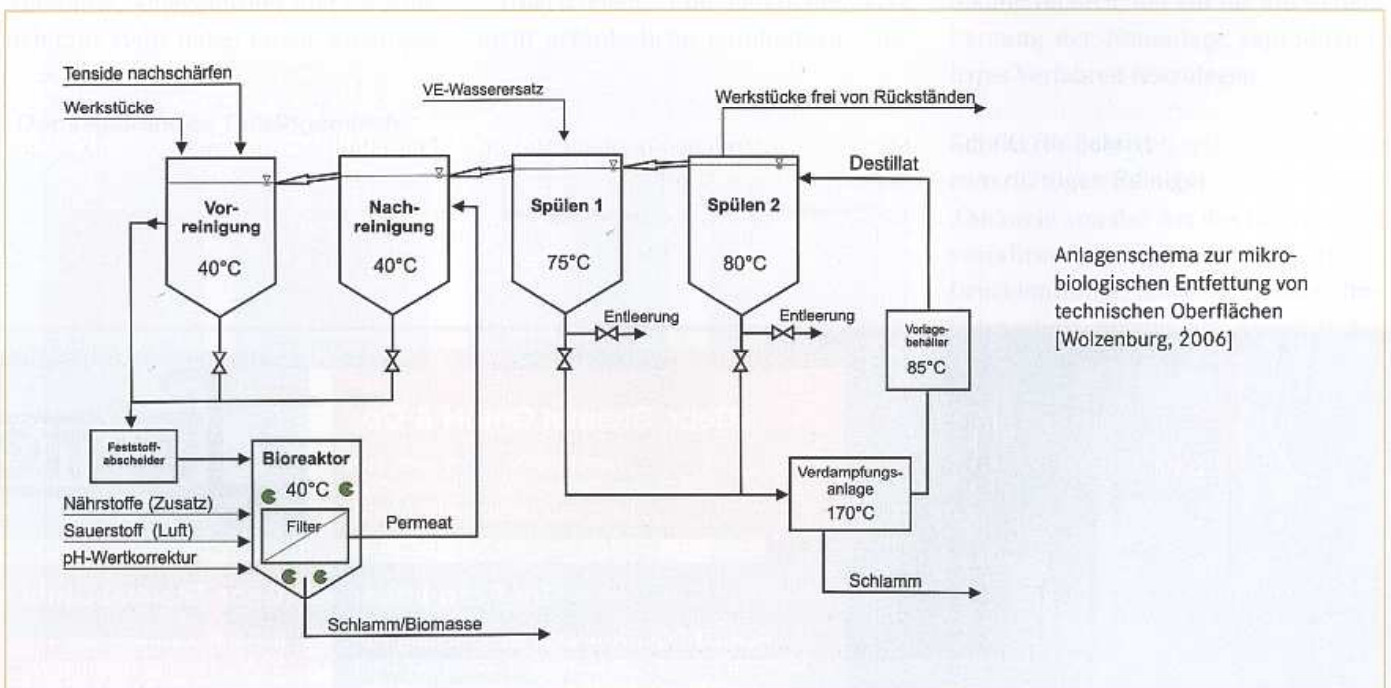 Tenside nachschärfen
Werkstücke
VE-Wasserersatz
Werkstücke frei von Rückständen
Destillat
Vor-
reinigung
40°C
Nach-
reinigung
40°C
Spülen 1
75°C
Spülen 2
80°C
Entleerung
Entleerung
Vorlage-
behälter
85°C
Anlagenschema zur mikro-
biologischen Entfettung von
technischen Oberflächen
[Wolzenburg, 2006]
Feststoff-
abscheider
Bioreaktor
40°C
Filter
Nährstoffe (Zusatz)
Sauerstoff (Luft)
pH-Wertkorrektur
Permeat
Verdampfungs-
anlage
170°C
Schlamm
Schlamm/Biomasse